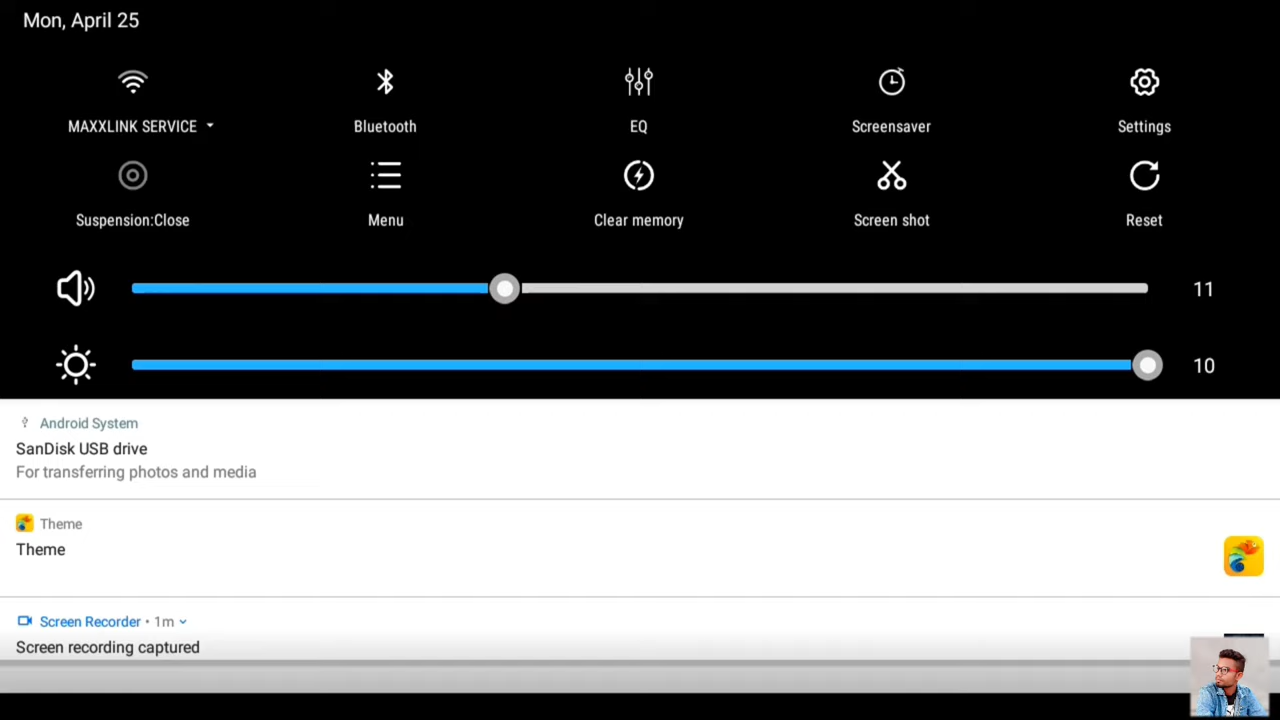 Mon, April 25
MAXXLINK SERVICE
Bluetooth
EQ
Screensaver
Settings
Suspension:Close
Menu
Clear memory
Screen shot
Reset
11
10
Android System
SanDisk USB drive
For transferring photos and media
Theme
Theme
Screen Recorder • 1m
Screen recording captured